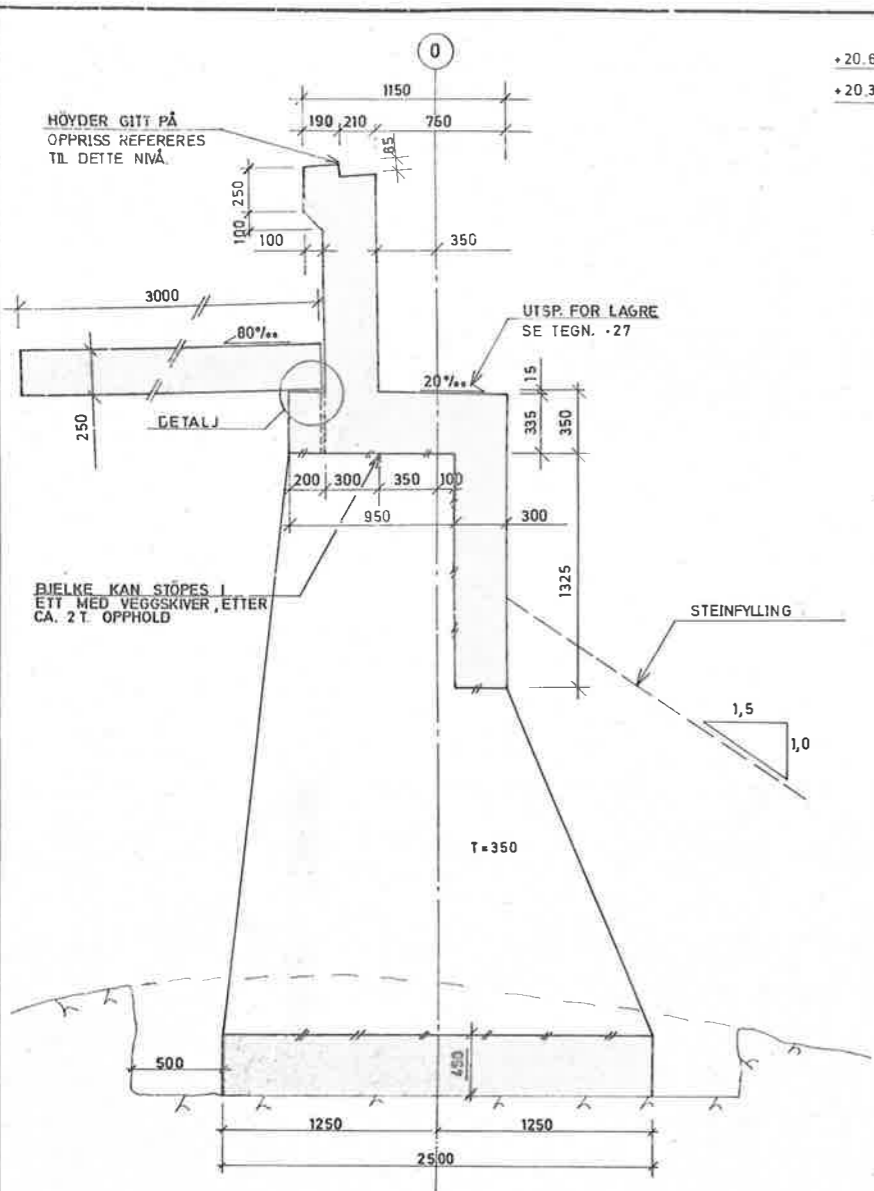 0
+20.6
+20.3
1150
190 210 750
HÖYDER GITT PÅ
OPPRISS REFERERES
TIL DETTE NIVÅ.
65
250
100
100
350
3000
UTSP. FOR LAGRE
SE TEGN. -27
80‰
20‰
15
335
350
250
DETALJ
200 300 350 100
950
300
1325
BJELKE KAN STÖPES I
ETT MED VEGGSKIVER, ETTER
CA. 2 T. OPPHOLD
STEINFYLLING
1,5
1,0
T=350
500
450
1250
1250
2500